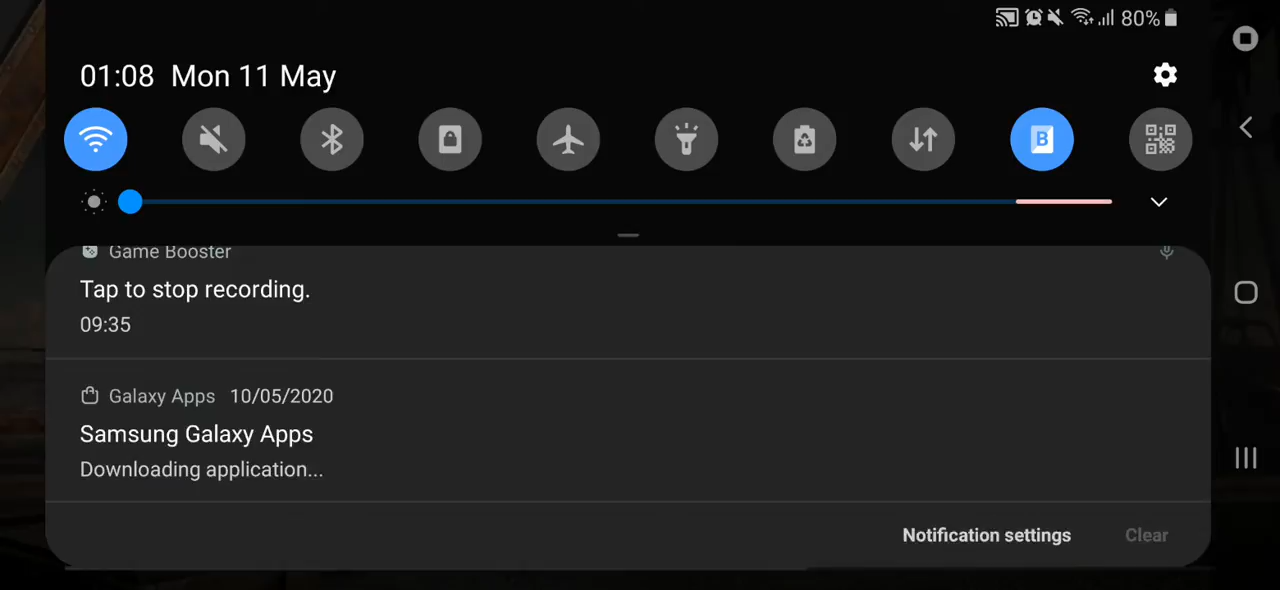 80%
01:08 Mon 11 May
B
Game Booster
Tap to stop recording.
09:35
Galaxy Apps 10/05/2020
Samsung Galaxy Apps
Downloading application...
Notification settings Clear